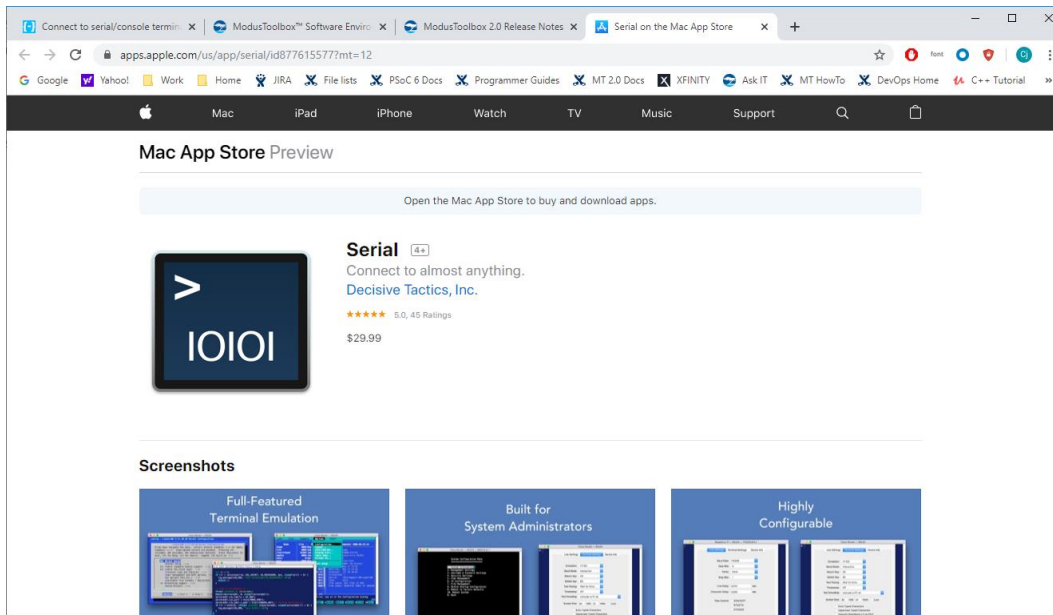 Connect to serial/console termin
ModusToolbox™ Software Enviro
ModusToolbox 2.0 Release Notes
Serial on the Mac App Store
apps.apple.com/us/app/serial/id877615577?mt=12
font
Cj
Google Yahoo! Work Home JIRA File lists PSoC 6 Docs Programmer Guides MT 2.0 Docs XFINITY Ask IT MT HowTo DevOps Home C++ Tutorial
Mac iPad iPhone Watch TV Music Support
Mac App Store Preview
Open the Mac App Store to buy and download apps.
> IOIOI
Serial 4+
Connect to almost anything.
Decisive Tactics, Inc.
★★★★★ 5.0, 45 Ratings
$29.99
Screenshots
Full-Featured
Terminal Emulation
Built for
System Administrators
Highly
Configurable